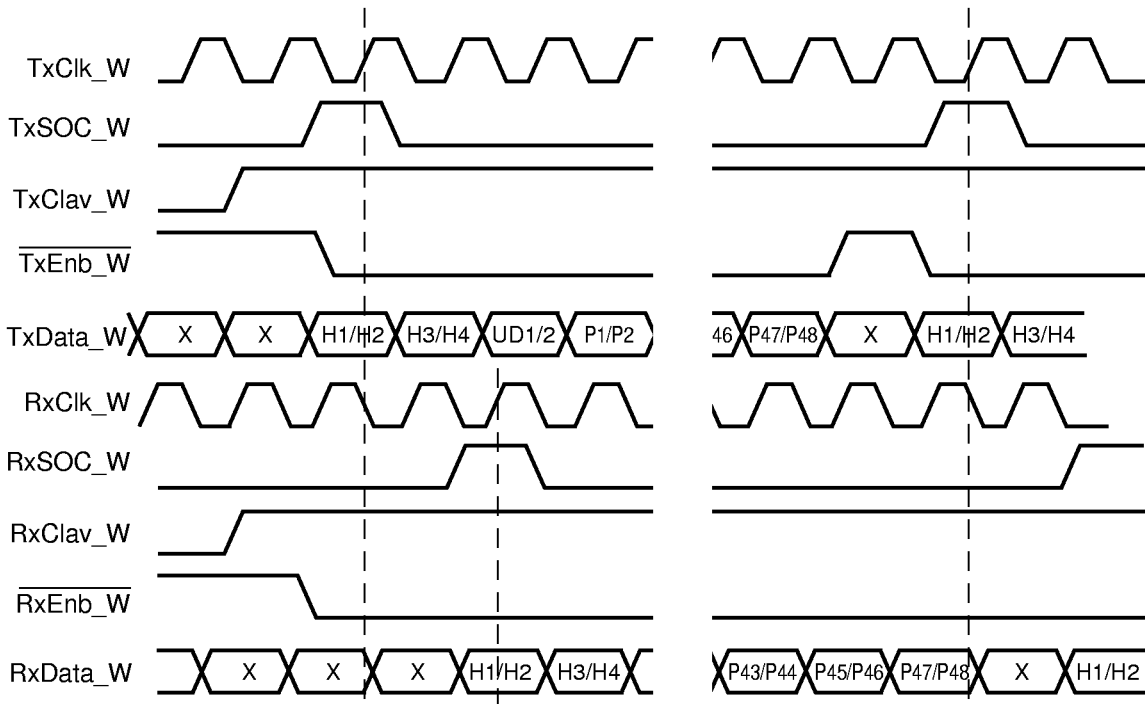 TxClk_W
TxSOC_W
TxClav_W
TxEnb_W
TxData_W X X H1/H2 H3/H4 UD1/2 P1/P2 46 P47/P48 X H1/H2 H3/H4
RxClk_W
RxSOC_W
RxClav_W
RxEnb_W
RxData_W X X X H1/H2 H3/H4 P43/P44 P45/P46 P47/P48 X H1/H2